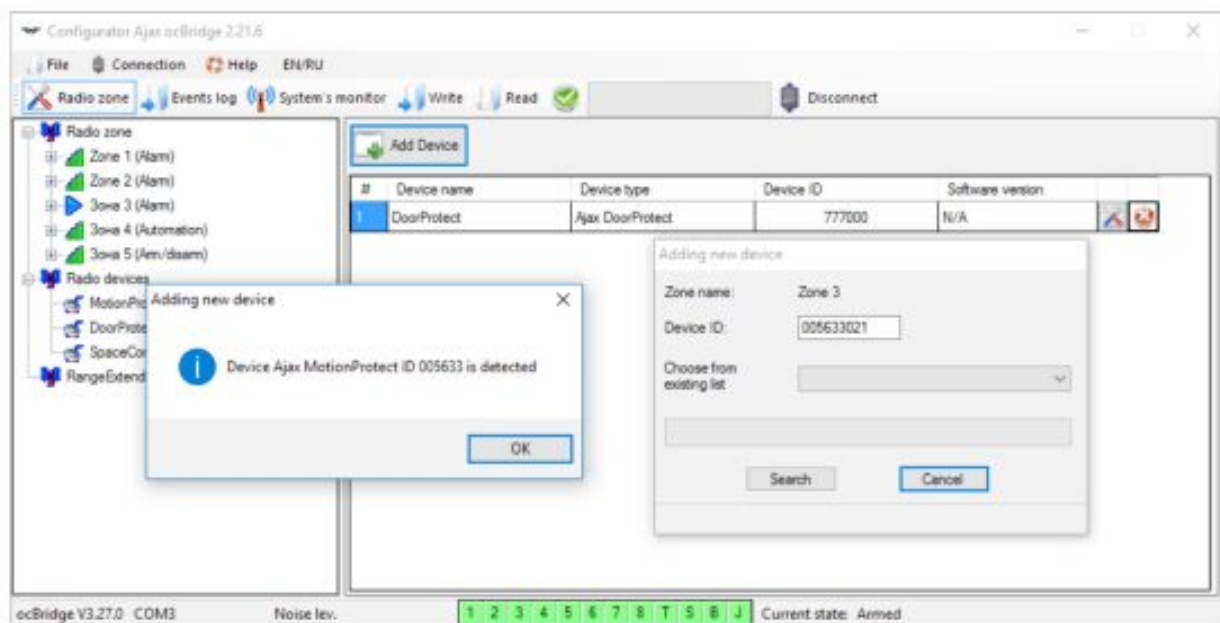 Configurator Ajax ocBridge 2.21.6
File Connection Help EN/RU
Radio zone Events log System's monitor Write Read Disconnect
Radio zone
Zone 1 (Alarm)
Zone 2 (Alarm)
Зона 3 (Alarm)
Зона 4 (Automation)
Зона 5 (Arm/disarm)
Radio devices
MotionPro
DoorProte
SpaceCon
RangeExtend
Add Device
# Device name Device type Device ID Software version
1 DoorProtect Ajax DoorProtect 777000 N/A
Adding new device
Device Ajax MotionProtect ID 005633 is detected
OK
Adding new device
Zone name: Zone 3
Device ID: 005633021
Choose from
existing list
Search Cancel
ocBridge V3.27.0 COM3 Noise lev. 1 2 3 4 5 6 7 8 T S B J Current state: Armed